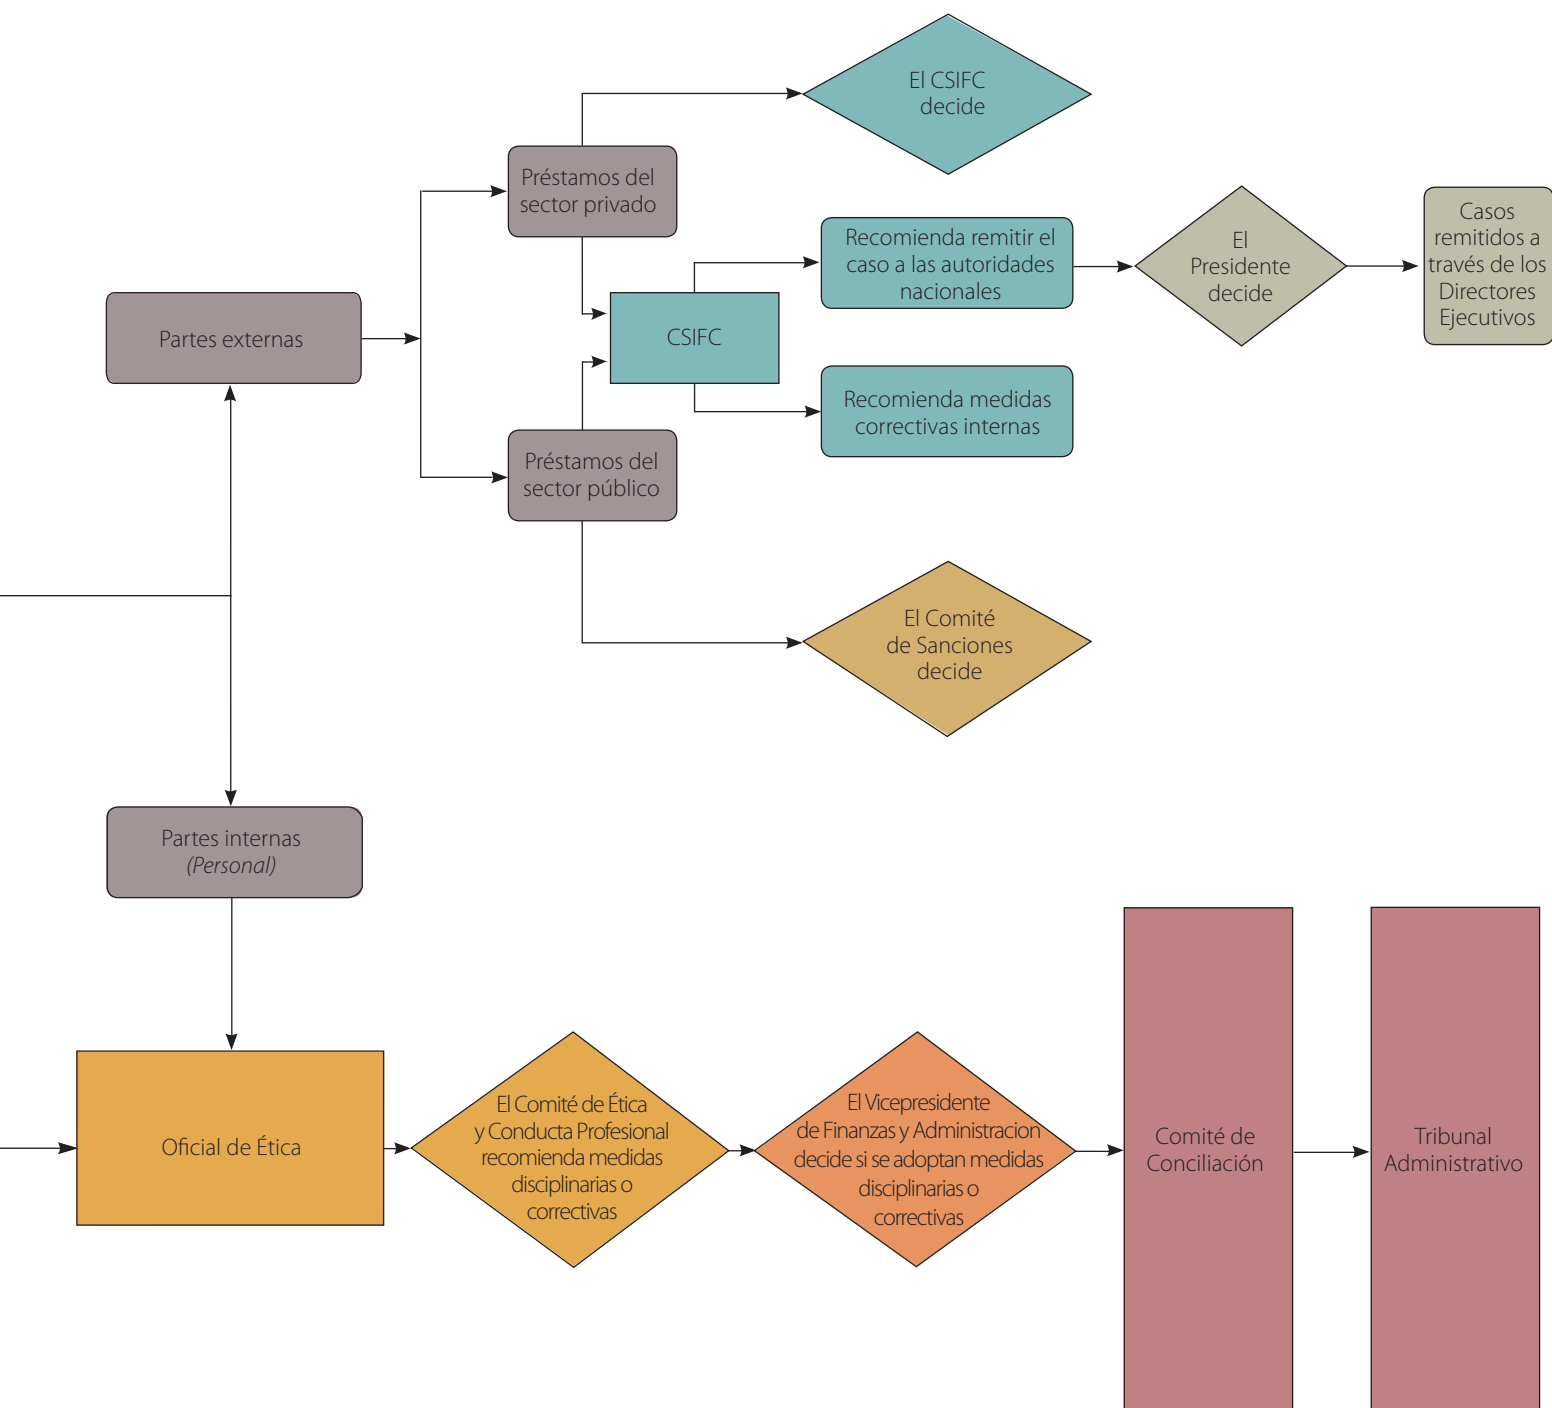 El CSIFC
decide
Préstamos del
sector privado
Recomienda remitir el
caso a las autoridades
nacionales
El
Presidente
decide
Casos
remitidos a
través de los
Directores
Ejecutivos
Partes externas
CSIFC
Recomienda medidas
correctivas internas
Préstamos del
sector público
El Comité
de Sanciones
decide
Partes internas
(Personal)
Oficial de Ética
El Comité de Ética
y Conducta Profesional
recomienda medidas
disciplinarias o
correctivas
El Vicepresidente
de Finanzas y Administracion
decide si se adoptan medidas
disciplinarias o
correctivas
Comité de
Conciliación
Tribunal
Administrativo